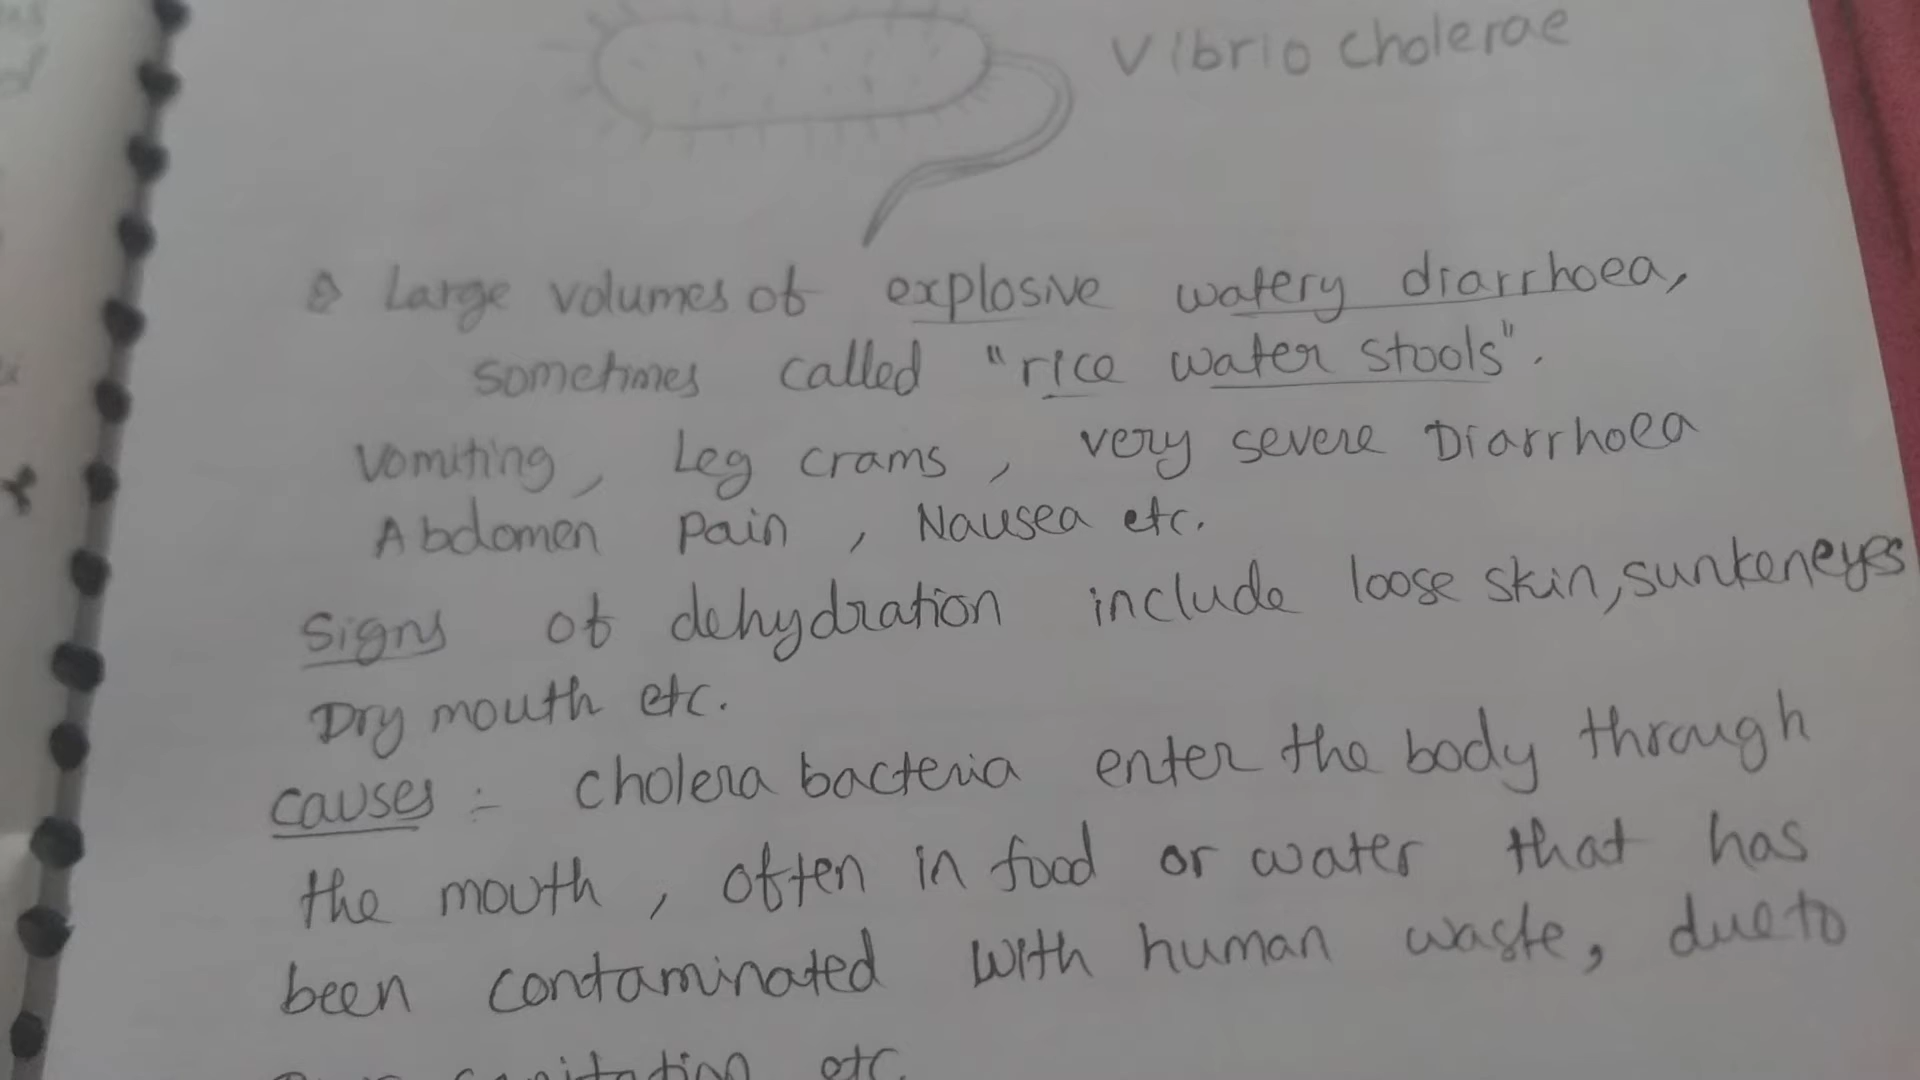 Vibrio cholerae
Large volumes of explosive watery diarrhoea,
sometimes called "rice water stools".
Vomiting, Leg crams, very severe Diarrhoea
Abdomen Pain, Nausea etc.
Signs of dehydration include loose skin, sunken eyes
Dry mouth etc.
causes :- cholera bacteria enter the body through
the mouth, often in food or water that has
been contaminated with human waste, due to
sanitation etc.